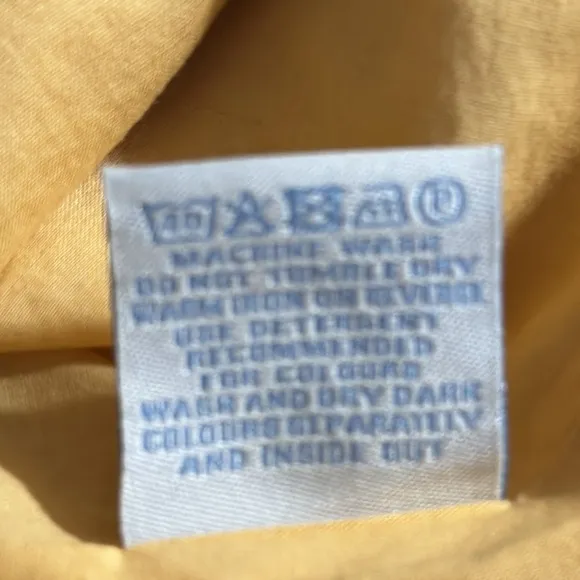 MACHINE WASH
DO NOT TUMBLE DRY
WARM IRON ON REVERSE
USE DETERGENT
RECOMMENDED
FOR COLOURS
WASH AND DRY DARK
COLOURS SEPARATELY
AND INSIDE OUT